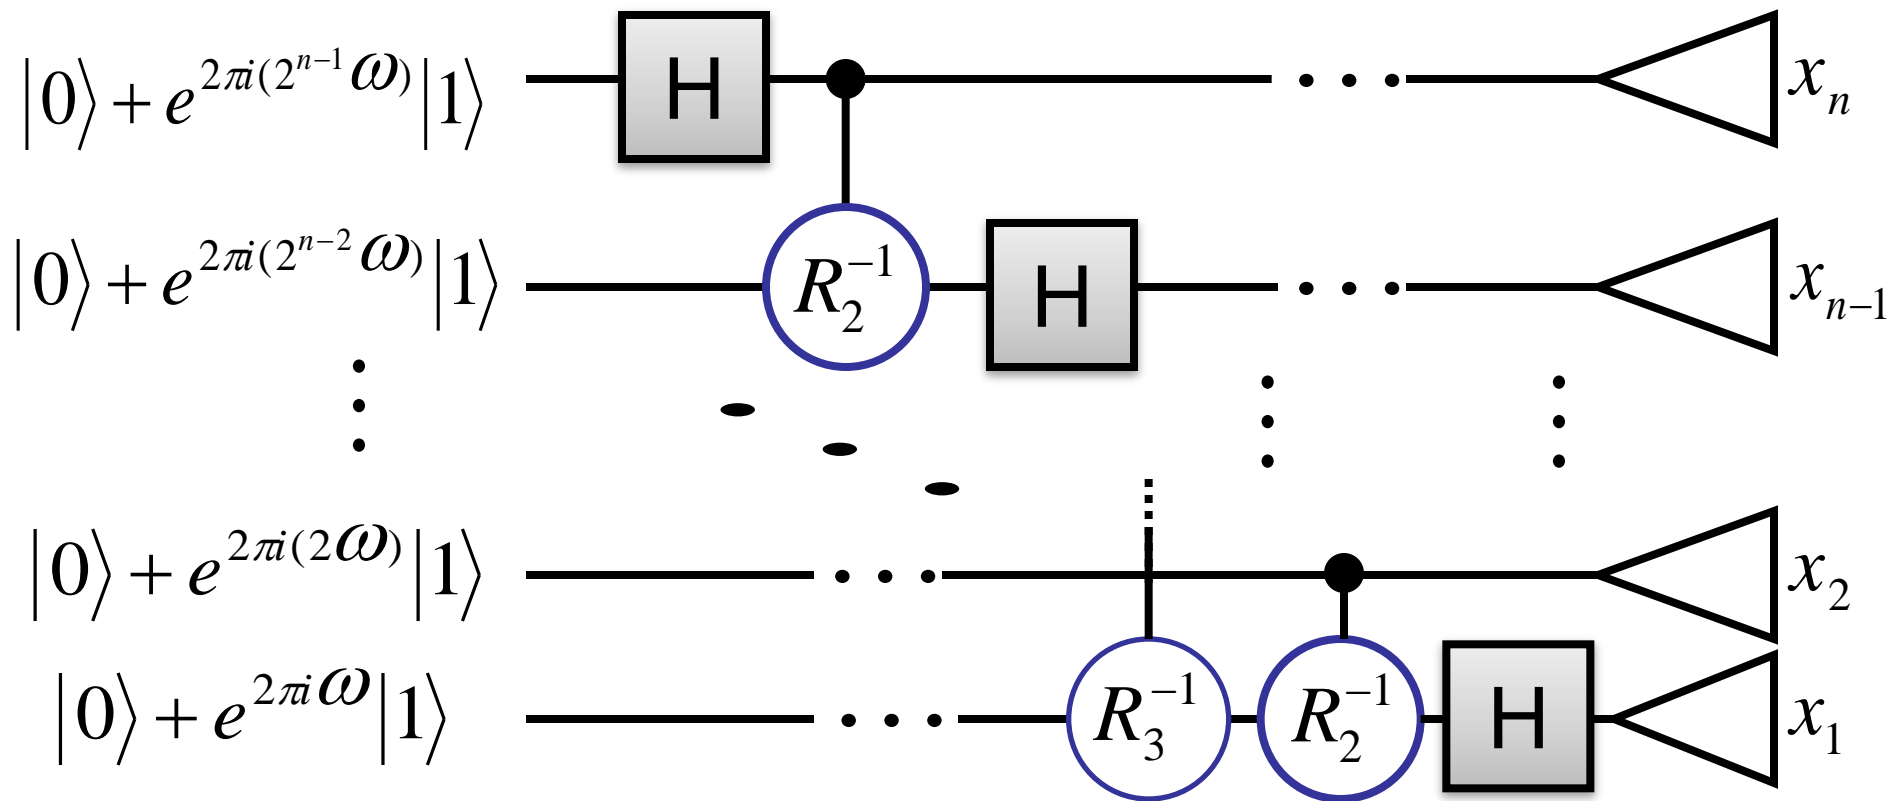 |0⟩ + e^{2πi(2^{n−1}ω)}|1⟩ H x_n
|0⟩ + e^{2πi(2^{n−2}ω)}|1⟩ R_2^{−1} H x_{n−1}
|0⟩ + e^{2πi(2ω)}|1⟩ x_2
|0⟩ + e^{2πiω}|1⟩ R_3^{−1} R_2^{−1} H x_1